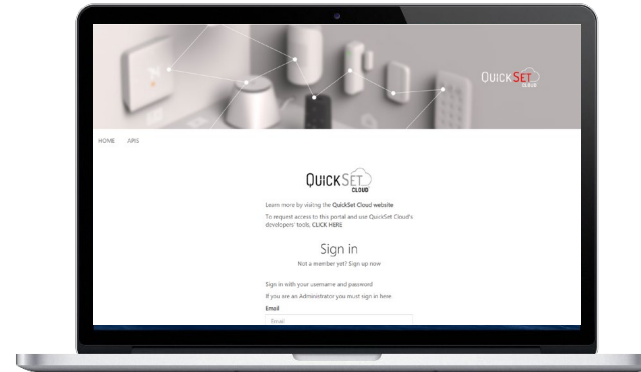 QUICKSET
CLOUD
HOME APIS
QUICKSET
CLOUD
Learn more by visiting the QuickSet Cloud website
To request access to this portal and use QuickSet Cloud's
developers' tools, CLICK HERE
Sign in
Not a member yet? Sign up now
Sign in with your username and password
If you are an Administrator you must sign in here
Email
Email